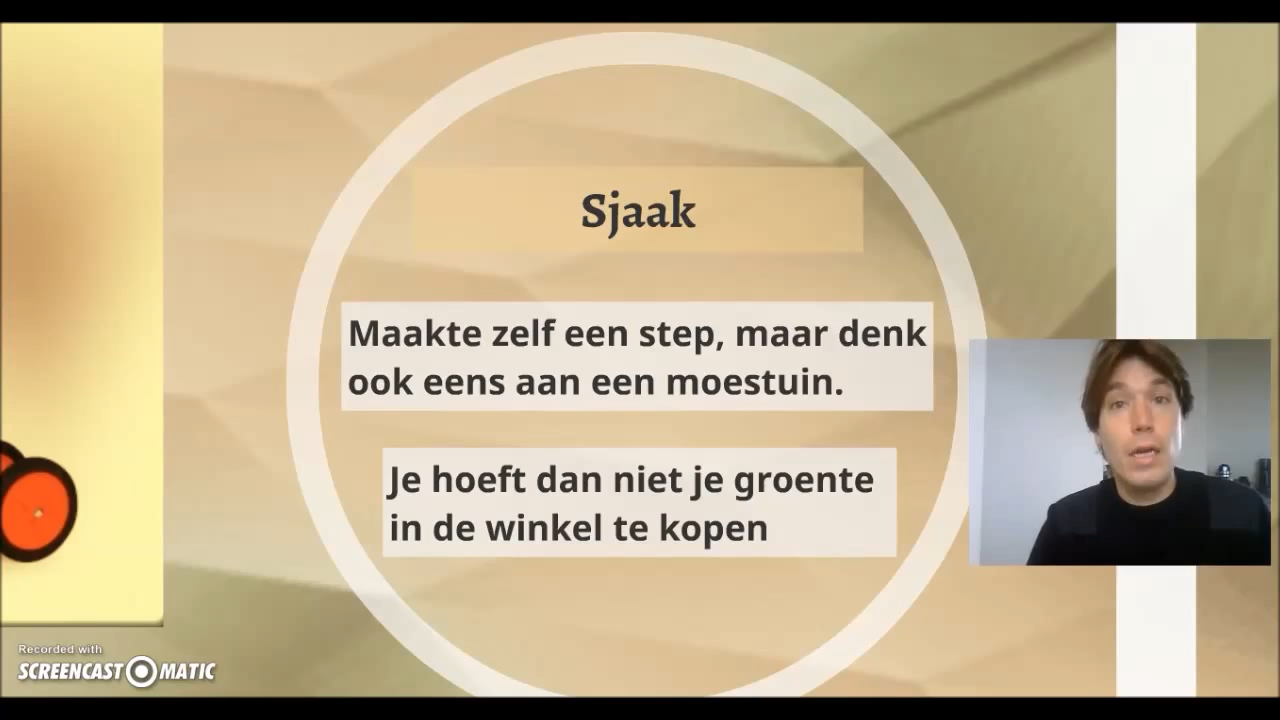 Sjaak
Maakte zelf een step, maar denk
ook eens aan een moestuin.
Je hoeft dan niet je groente
in de winkel te kopen
Recorded with
SCREENCAST MATIC